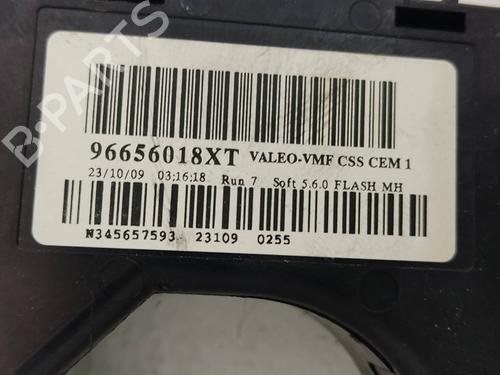 B-PARTS
96656018XT VALEO-VMF CSS CEM 1
23/10/09 03:16:18 Run 7 Soft 5.6.0 FLASH MH
N345657593 23109 0255